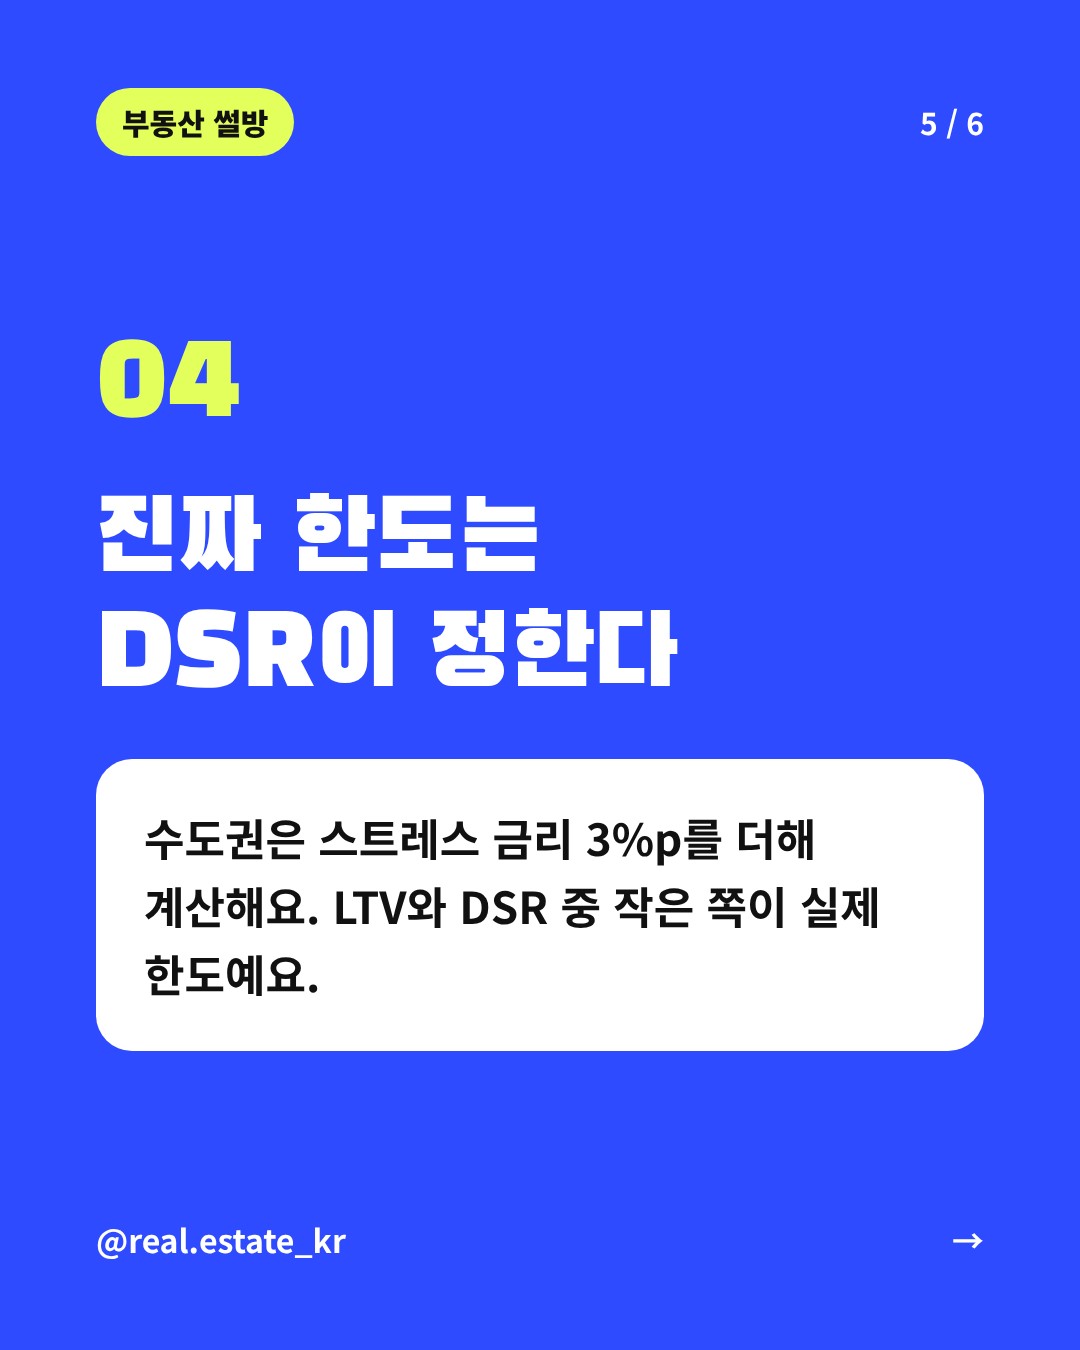 부동산 썰방
5 / 6
04
진짜 한도는
DSR이 정한다
수도권은 스트레스 금리 3%p를 더해
계산해요. LTV와 DSR 중 작은 쪽이 실제
한도예요.
@real.estate_kr
→